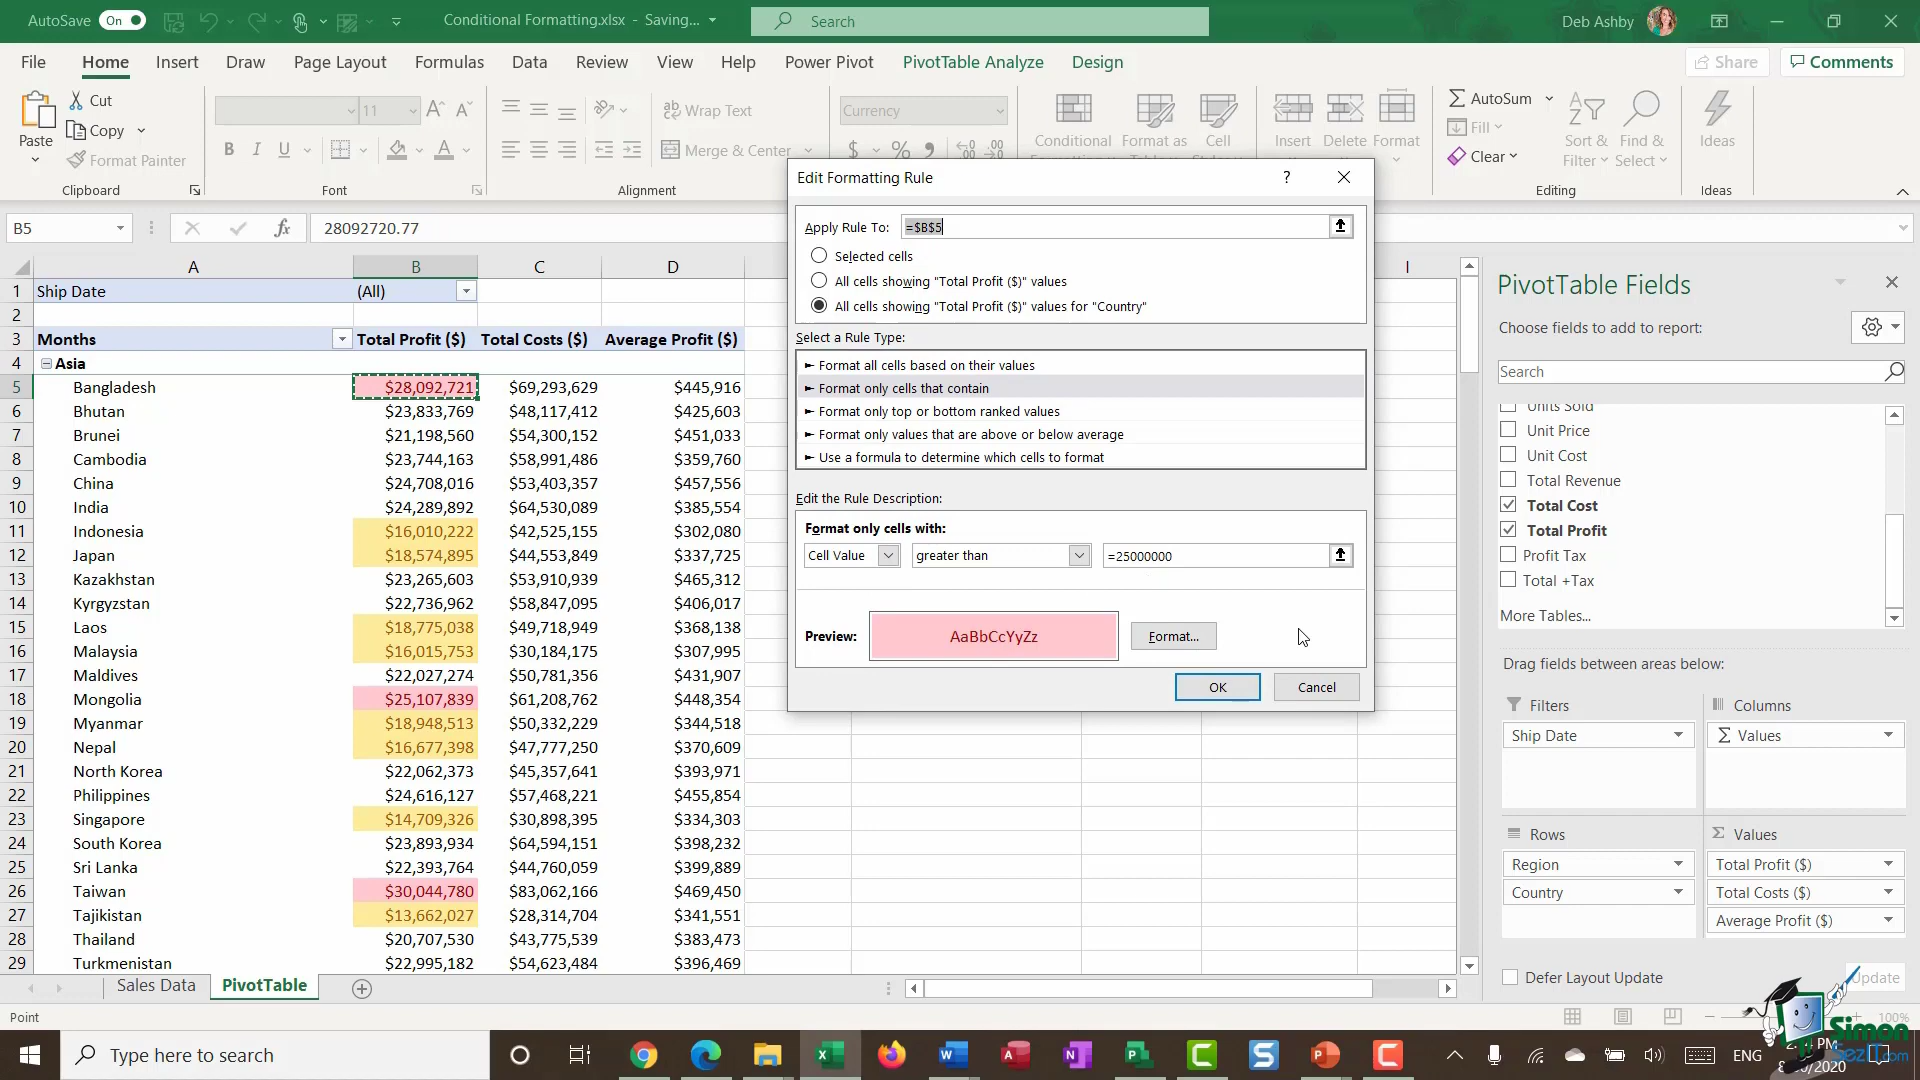 AutoSave On Conditional Formatting.xlsx - Saving... Search Deb Ashby
File Home Insert Draw Page Layout Formulas Data Review View Help Power Pivot PivotTable Analyze Design Share Comments
Paste Cut Copy Format Painter
Clipboard
11
B I U
Font
Wrap Text
Merge & Center
Alignment
Currency
$ %
Conditional Format as Cell
Insert Delete Format
AutoSum
Fill
Clear
Sort & Filter
Find & Select
Editing
Ideas
Ideas
B5 fx 28092720.77
A B C D I
1 Ship Date (All)
2
3 Months Total Profit ($) Total Costs ($) Average Profit ($)
4 Asia
5 Bangladesh $28,092,721 $69,293,629 $445,916
6 Bhutan $23,833,769 $48,117,412 $425,603
7 Brunei $21,198,560 $54,300,152 $451,033
8 Cambodia $23,744,163 $58,991,486 $359,760
9 China $24,708,016 $53,403,357 $457,556
10 India $24,289,892 $64,530,089 $385,554
11 Indonesia $16,010,222 $42,525,155 $302,080
12 Japan $18,574,895 $44,553,849 $337,725
13 Kazakhstan $23,265,603 $53,910,939 $465,312
14 Kyrgyzstan $22,736,962 $58,847,095 $406,017
15 Laos $18,775,038 $49,718,949 $368,138
16 Malaysia $16,015,753 $30,184,175 $307,995
17 Maldives $22,027,274 $50,781,356 $431,907
18 Mongolia $25,107,839 $61,208,762 $448,354
19 Myanmar $18,948,513 $50,332,229 $344,518
20 Nepal $16,677,398 $47,777,250 $370,609
21 North Korea $22,062,373 $45,357,641 $393,971
22 Philippines $24,616,127 $57,468,221 $455,854
23 Singapore $14,709,326 $30,898,395 $334,303
24 South Korea $23,893,934 $64,594,151 $398,232
25 Sri Lanka $22,393,764 $44,760,059 $399,889
26 Taiwan $30,044,780 $83,062,166 $469,450
27 Tajikistan $13,662,027 $28,314,704 $341,551
28 Thailand $20,707,530 $43,775,539 $383,473
29 Turkmenistan $22,995,182 $54,623,484 $396,469
Edit Formatting Rule ?
Apply Rule To: =$B$5
Selected cells
All cells showing "Total Profit ($)" values
All cells showing "Total Profit ($)" values for "Country"
Select a Rule Type:
► Format all cells based on their values
► Format only cells that contain
► Format only top or bottom ranked values
► Format only values that are above or below average
► Use a formula to determine which cells to format
Edit the Rule Description:
Format only cells with:
Cell Value greater than =25000000
Preview: AaBbCcYyZz Format...
OK Cancel
PivotTable Fields
Choose fields to add to report:
Search
Units Sold
Unit Price
Unit Cost
Total Revenue
Total Cost
Total Profit
Profit Tax
Total +Tax
More Tables...
Drag fields between areas below:
Filters Columns
Ship Date Σ Values
Rows Σ Values
Region Total Profit ($)
Country Total Costs ($)
Average Profit ($)
Defer Layout Update
Sales Data PivotTable
Point 100%
Simon
SezIT.com
Type here to search ENG